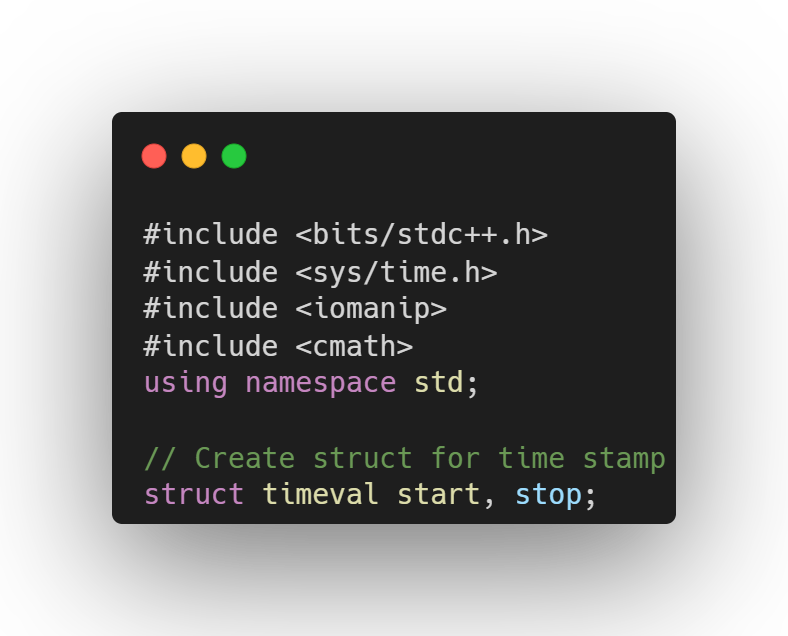 #include <bits/stdc++.h>
#include <sys/time.h>
#include <iomanip>
#include <cmath>
using namespace std;
// Create struct for time stamp
struct timeval start, stop;